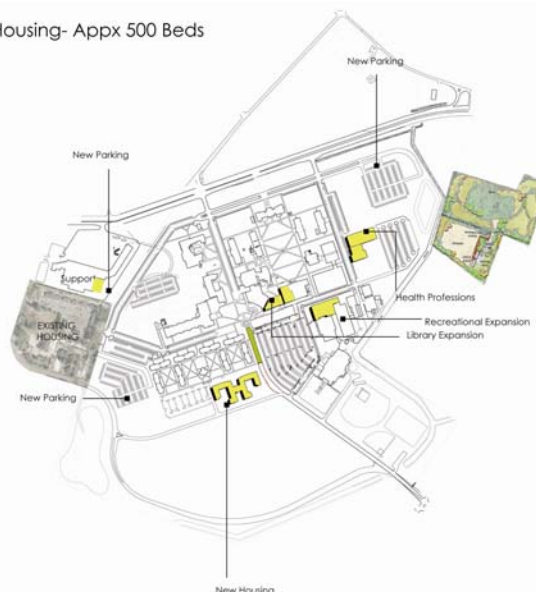 Housing- Appx 500 Beds
New Parking
New Parking
Support
Health Professions
EXISTING
HOUSING
Recreational Expansion
Library Expansion
New Parking
New Housing